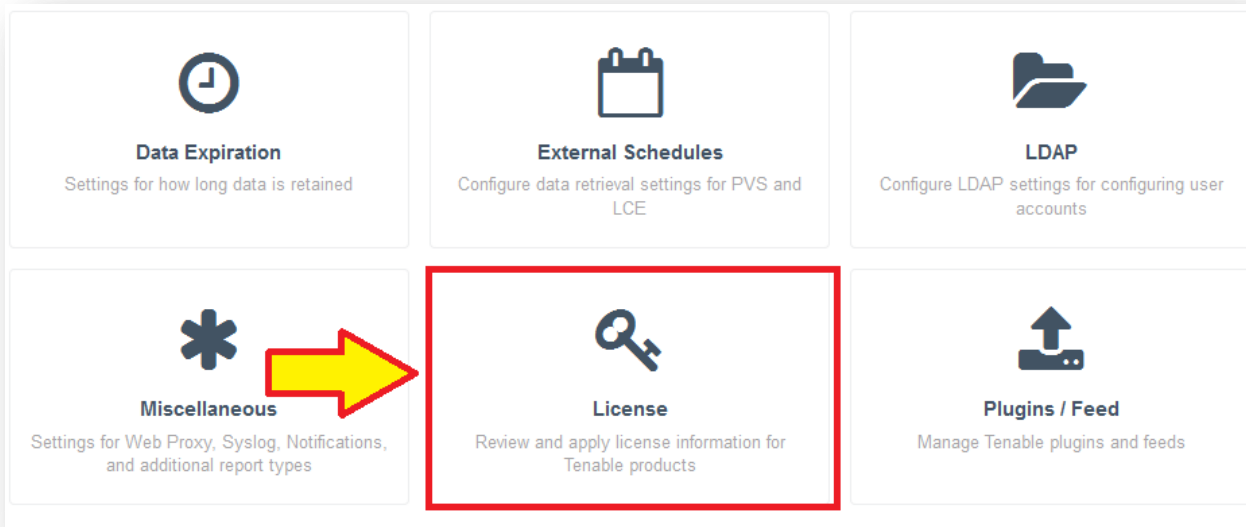 Data Expiration
Settings for how long data is retained
External Schedules
Configure data retrieval settings for PVS and
LCE
LDAP
Configure LDAP settings for configuring user
accounts
Miscellaneous
Settings for Web Proxy, Syslog, Notifications,
and additional report types
License
Review and apply license information for
Tenable products
Plugins / Feed
Manage Tenable plugins and feeds